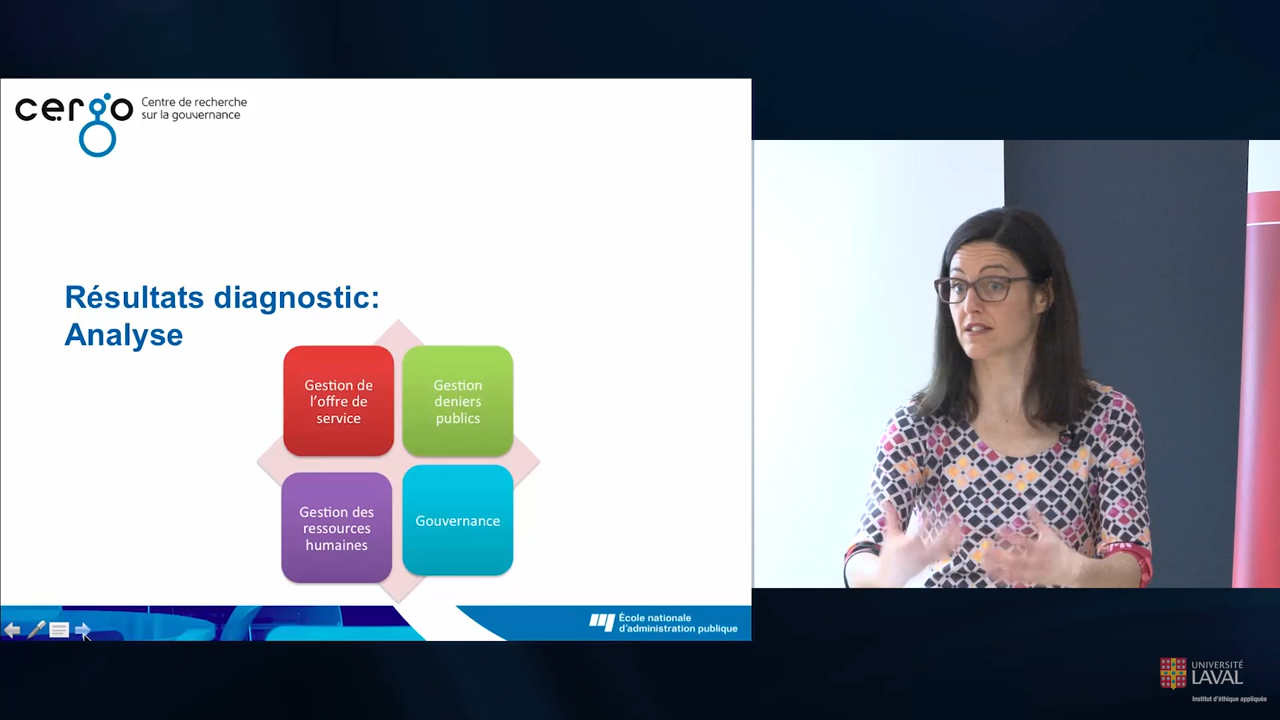 cergo
Centre de recherche
sur la gouvernance
Résultats diagnostic:
Analyse
Gestion de
l'offre de
service
Gestion
deniers
publics
Gestion des
ressources
humaines
Gouvernance
École nationale
d'administration publique
UNIVERSITÉ
LAVAL
Institut d'éthique appliquée